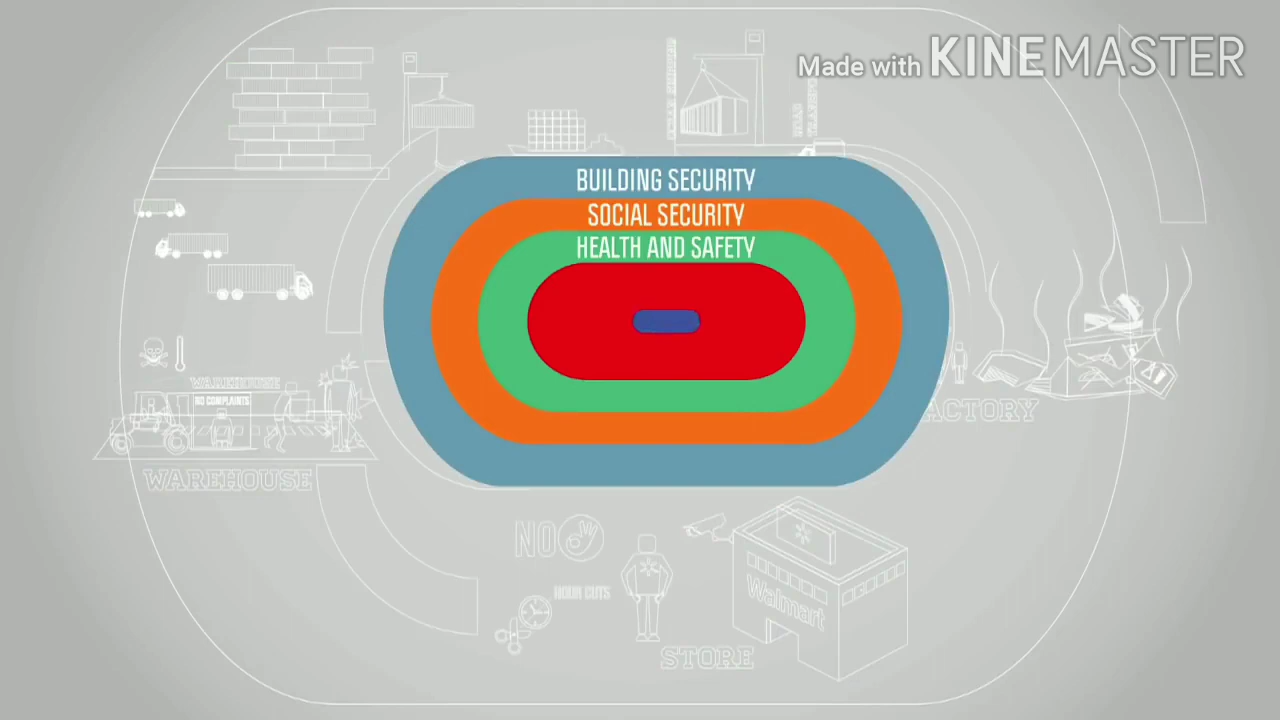 Made with KINEMASTER
BUILDING SECURITY
SOCIAL SECURITY
HEALTH AND SAFETY
WAREHOUSE
NO COMPLAINTS
ACTORY
WAREHOUSE
NO
HOUR CUTS
Walmart
STORE